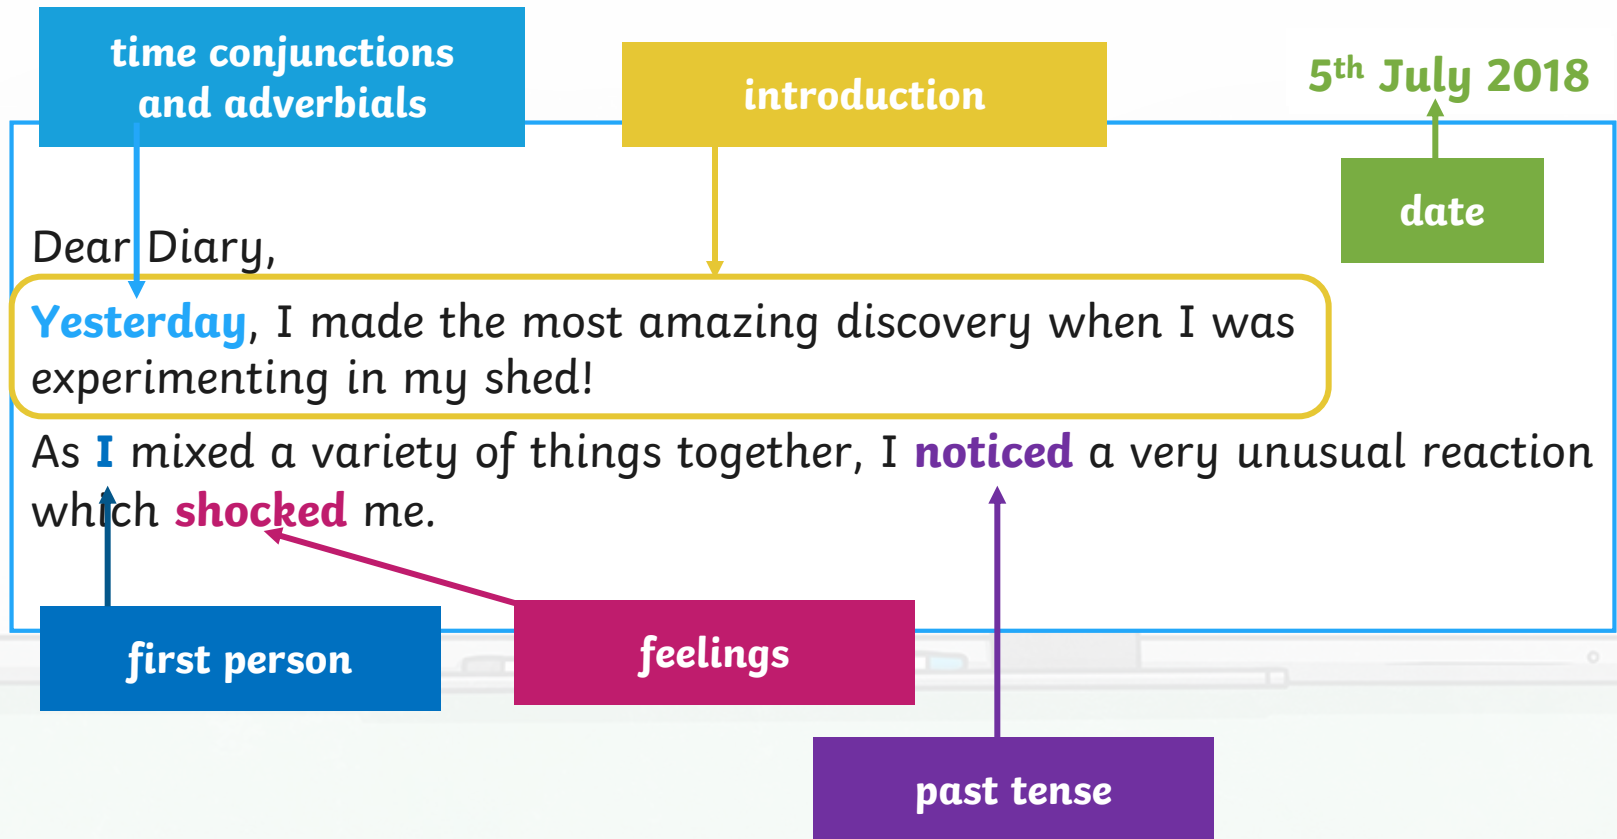 time conjunctions
and adverbials
introduction
5th July 2018
date
Dear Diary,
Yesterday, I made the most amazing discovery when I was
experimenting in my shed!
As I mixed a variety of things together, I noticed a very unusual reaction
which shocked me.
first person
feelings
past tense